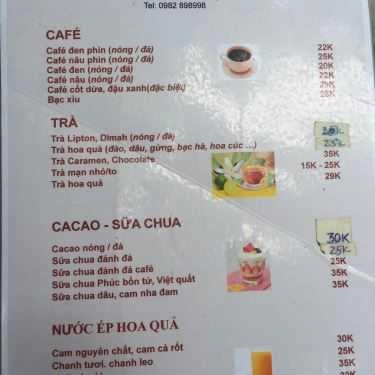 Tel: 0982 898998
CAFÉ
Café đen phin (nóng / đá) 22K
Café nâu phin (nóng / đá) 25K
Café đen (nóng / đá) 20K
Café nâu (nóng / đá) 22K
Café cốt dừa, đậu xanh (đặc biệt) 25K
Bạc xỉu 28K
TRÀ
Trà Lipton, Dimah (nóng / đá) 20K
Trà hoa quả (đào, dâu, gừng, bạc hà, hoa cúc ...) 25K
Trà Caramen, Chocolate 35K
Trà mạn nhỏ/to 15K - 25K
Trà hoa quả 29K
CACAO - SỮA CHUA
Cacao nóng / đá 30K
Sữa chua đánh đá 25K
Sữa chua đánh đá café 25K
Sữa chua Phúc bồn tử, Việt quất 35K
Sữa chua dâu, cam nha đam 35K
NƯỚC ÉP HOA QUẢ
Cam nguyên chất, cam cà rốt 30K
Chanh tươi, chanh leo 25K
35K